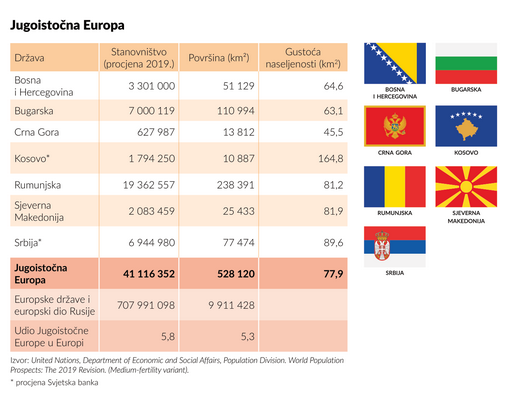 Jugoistočna Europa
Država Stanovništvo (procjena 2019.) Površina (km²) Gustoća naseljenosti (km²)
Bosna i Hercegovina 3 301 000 51 129 64,6
Bugarska 7 000 119 110 994 63,1
Crna Gora 627 987 13 812 45,5
Kosovo* 1 794 250 10 887 164,8
Rumunjska 19 362 557 238 391 81,2
Sjeverna Makedonija 2 083 459 25 433 81,9
Srbija* 6 944 980 77 474 89,6
Jugoistočna Europa 41 116 352 528 120 77,9
Europske države i europski dio Rusije 707 991 098 9 911 428
Udio Jugoistočne Europe u Europi 5,8 5,3
Izvor: United Nations, Department of Economic and Social Affairs, Population Division. World Population
Prospects: The 2019 Revision. (Medium-fertility variant).
* procjena Svjetska banka
BOSNA
I HERCEGOVINA
BUGARSKA
CRNA GORA
KOSOVO
RUMUNJSKA
SJEVERNA
MAKEDONIJA
SRBIJA